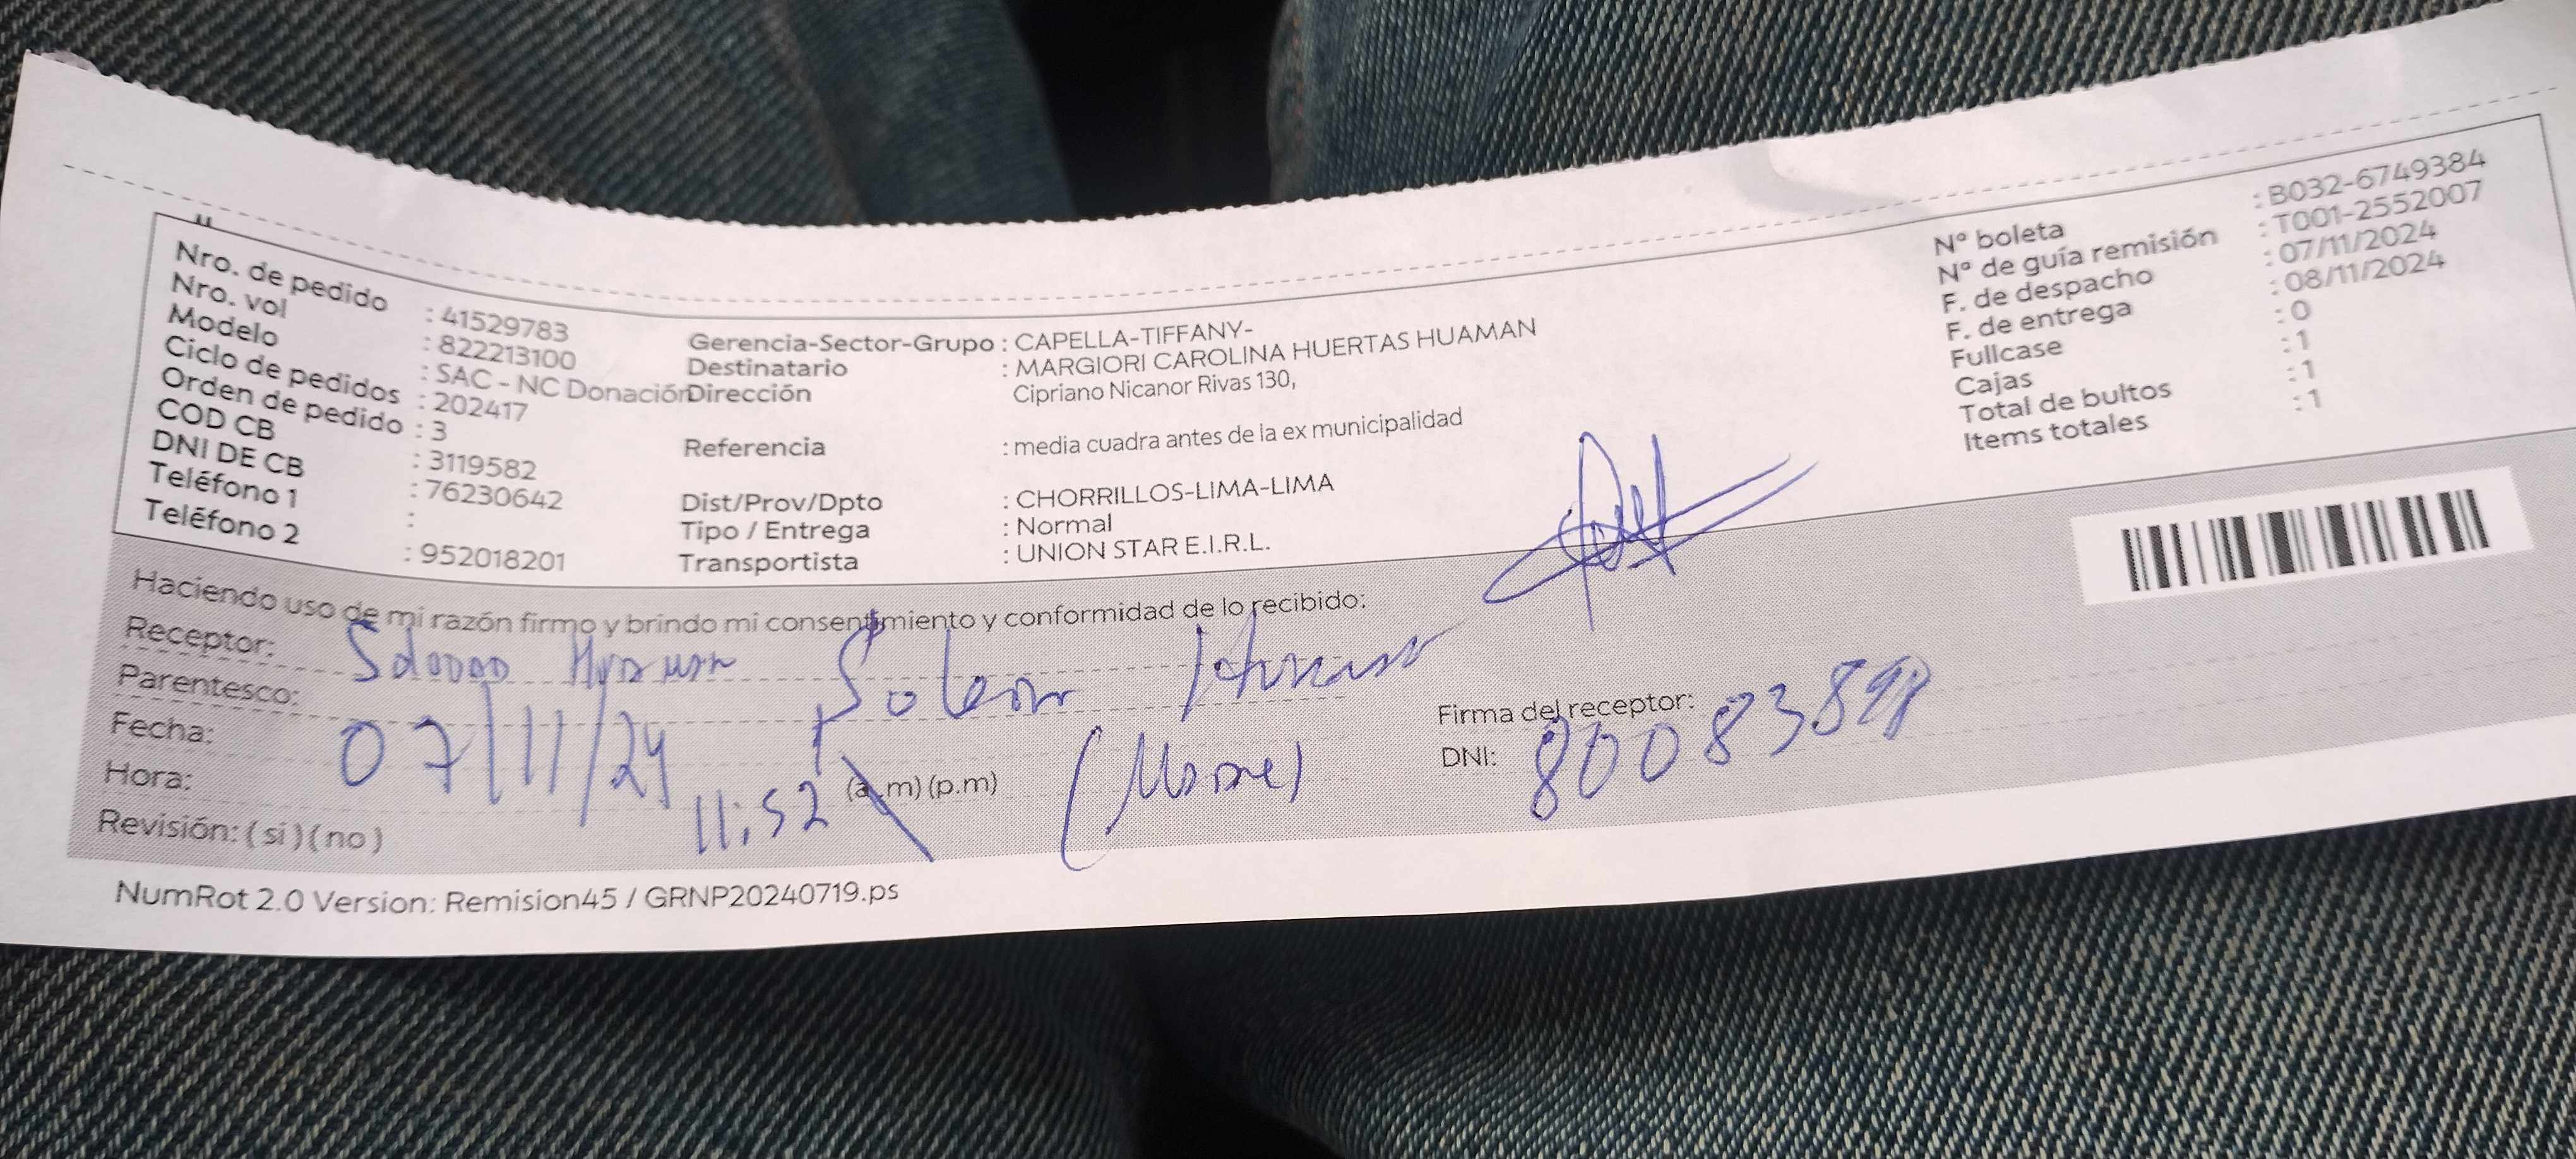 Nro. de pedido : 41529783
Nro. vol : 822213100
Modelo : SAC - NC Donación
Ciclo de pedidos : 202417
Orden de pedido : 3
COD CB : 3119582
DNI DE CB : 76230642
Teléfono 1 :
Teléfono 2 : 952018201
Gerencia-Sector-Grupo : CAPELLA-TIFFANY-
Destinatario : MARGIORI CAROLINA HUERTAS HUAMAN
Dirección Cipriano Nicanor Rivas 130,
Referencia : media cuadra antes de la ex municipalidad
Dist/Prov/Dpto : CHORRILLOS-LIMA-LIMA
Tipo / Entrega : Normal
Transportista : UNION STAR E.I.R.L.
N° boleta : B032-6749384
N° de guía remisión : T001-2552007
F. de despacho : 07/11/2024
F. de entrega : 08/11/2024
Fullcase : 0
Cajas : 1
Total de bultos : 1
Items totales : 1
Haciendo uso de mi razón firmo y brindo mi consentimiento y conformidad de lo recibido:
Receptor:
Parentesco:
Fecha: 07/11/24
Hora: 11:52 (a.m) (p.m)
Revisión: ( si ) ( no )
Firma del receptor:
DNI: 80083898
NumRot 2.0 Version: Remision45 / GRNP20240719.ps